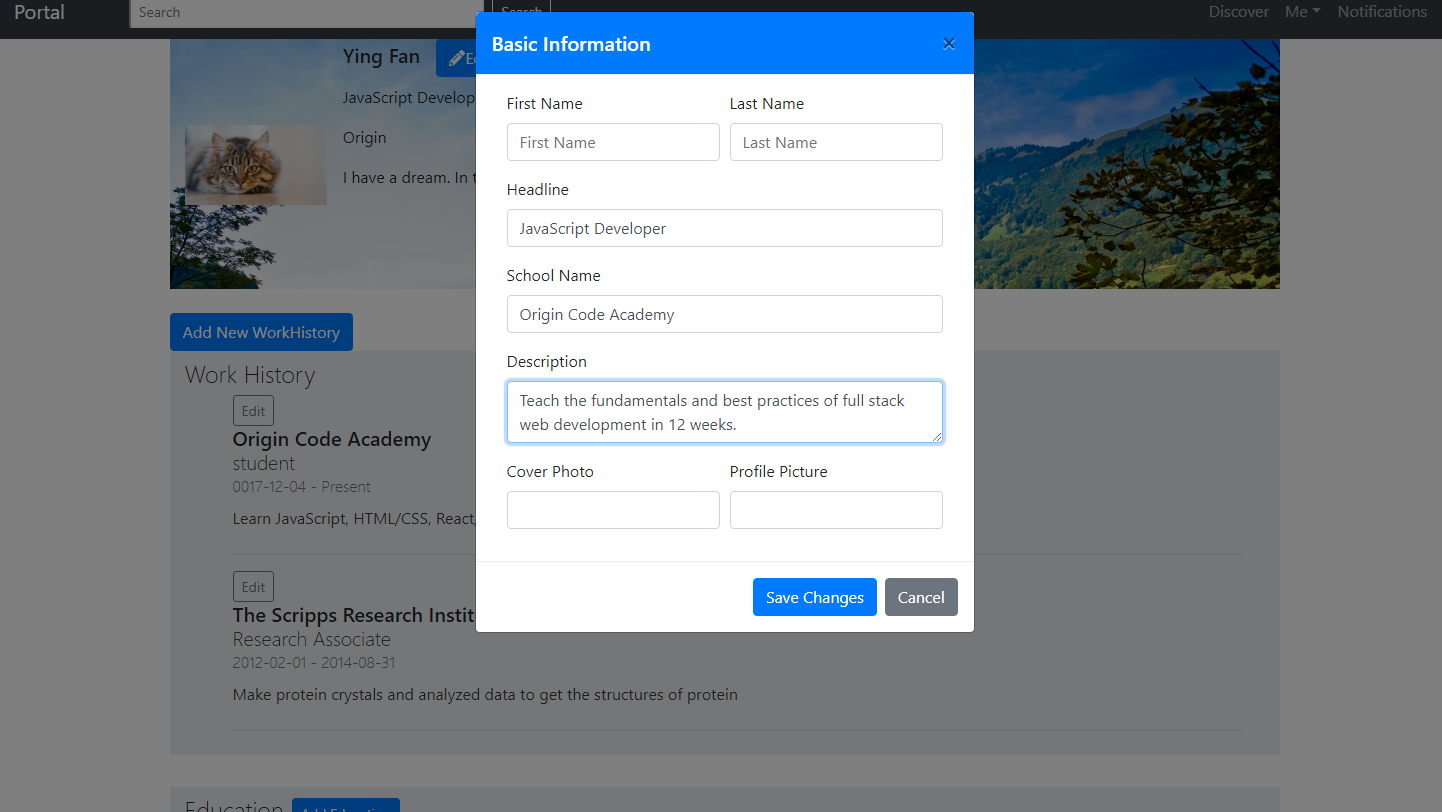 Portal
Search
Search
Discover Me Notifications
Ying Fan
JavaScript Develop
Origin
I have a dream. In t
Basic Information
×
First Name
Last Name
First Name
Last Name
Headline
JavaScript Developer
School Name
Origin Code Academy
Description
Teach the fundamentals and best practices of full stack
web development in 12 weeks.
Cover Photo
Profile Picture
Save Changes
Cancel
Add New WorkHistory
Work History
Edit
Origin Code Academy
student
0017-12-04 - Present
Learn JavaScript, HTML/CSS, React,
Edit
The Scripps Research Instit
Research Associate
2012-02-01 - 2014-08-31
Make protein crystals and analyzed data to get the structures of protein
Education
Add Education